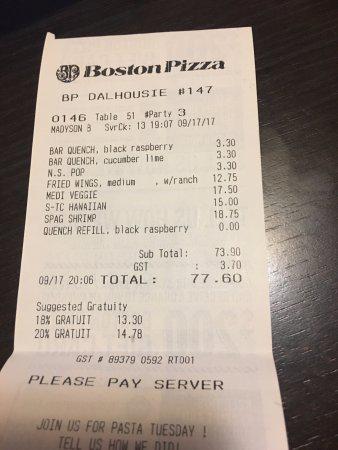 BP Boston Pizza
BP DALHOUSIE #147
0146 Table 51 #Party 3
MADYSON B SvrCk: 13 19:07 09/17/17
BAR QUENCH, black raspberry 3.30
BAR QUENCH, cucumber lime 3.30
N.S. POP 3.30
FRIED WINGS, medium , w/ranch 12.75
MEDI VEGGIE 17.50
S-TC HAWAIIAN 15.00
SPAG SHRIMP 18.75
QUENCH REFILL, black raspberry 0.00
Sub Total: 73.90
GST : 3.70
09/17 20:06 TOTAL: 77.60
Suggested Gratuity
18% GRATUIT 13.30
20% GRATUIT 14.78
GST # 89379 0592 RT001
PLEASE PAY SERVER
JOIN US FOR PASTA TUESDAY !
TELL US HOW WE DID!